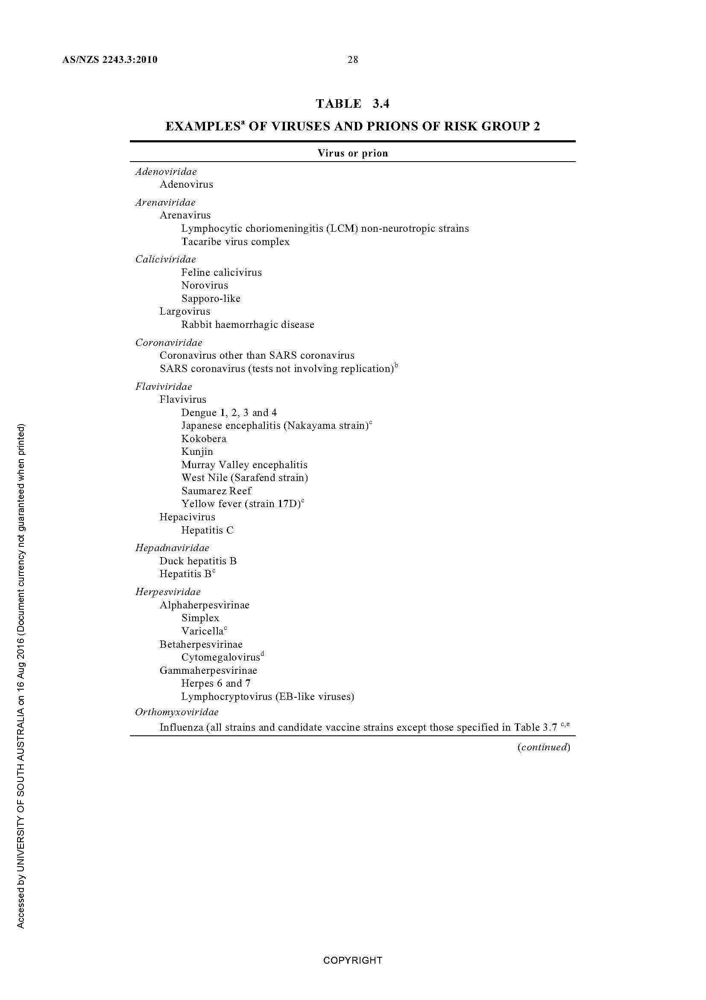 AS/NZS 2243.3:2010
28
TABLE 3.4
EXAMPLESᵃ OF VIRUSES AND PRIONS OF RISK GROUP 2
Virus or prion
Adenoviridae
Adenovirus
Arenaviridae
Arenavirus
Lymphocytic choriomeningitis (LCM) non-neurotropic strains
Tacaribe virus complex
Caliciviridae
Feline calicivirus
Norovirus
Sapporo-like
Largovirus
Rabbit haemorrhagic disease
Coronaviridae
Coronavirus other than SARS coronavirus
SARS coronavirus (tests not involving replication)ᵇ
Flaviviridae
Flavivirus
Dengue 1, 2, 3 and 4
Japanese encephalitis (Nakayama strain)ᶜ
Kokobera
Kunjin
Murray Valley encephalitis
West Nile (Sarafend strain)
Saumarez Reef
Yellow fever (strain 17D)ᶜ
Hepacivirus
Hepatitis C
Hepadnaviridae
Duck hepatitis B
Hepatitis Bᶜ
Herpesviridae
Alphaherpesvirinae
Simplex
Varicellaᶜ
Betaherpesvirinae
Cytomegalovirusᵈ
Gammaherpesvirinae
Herpes 6 and 7
Lymphocryptovirus (EB-like viruses)
Orthomyxoviridae
Influenza (all strains and candidate vaccine strains except those specified in Table 3.7 ᶜ,ᵉ
(continued)
Accessed by UNIVERSITY OF SOUTH AUSTRALIA on 16 Aug 2016 (Document currency not guaranteed when printed)
COPYRIGHT